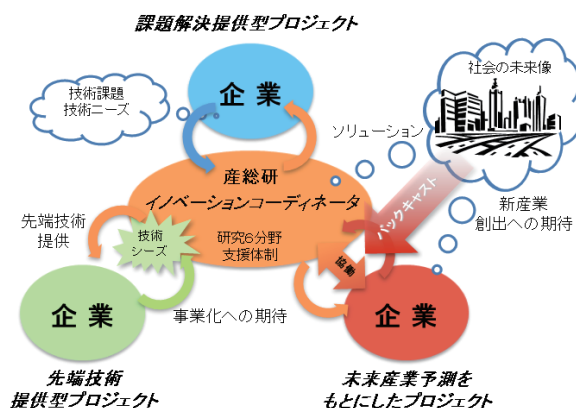 課題解決提供型プロジェクト
社会の未来像
技術課題
技術ニーズ
企業
ソリューション
産総研
イノベーションコーディネータ
研究6分野
支援体制
バックキャスト
新産業
創出への期待
先端技術
提供
技術
シーズ
協働
企業
事業化への期待
企業
先端技術
提供型プロジェクト
未来産業予測を
もとにしたプロジェクト